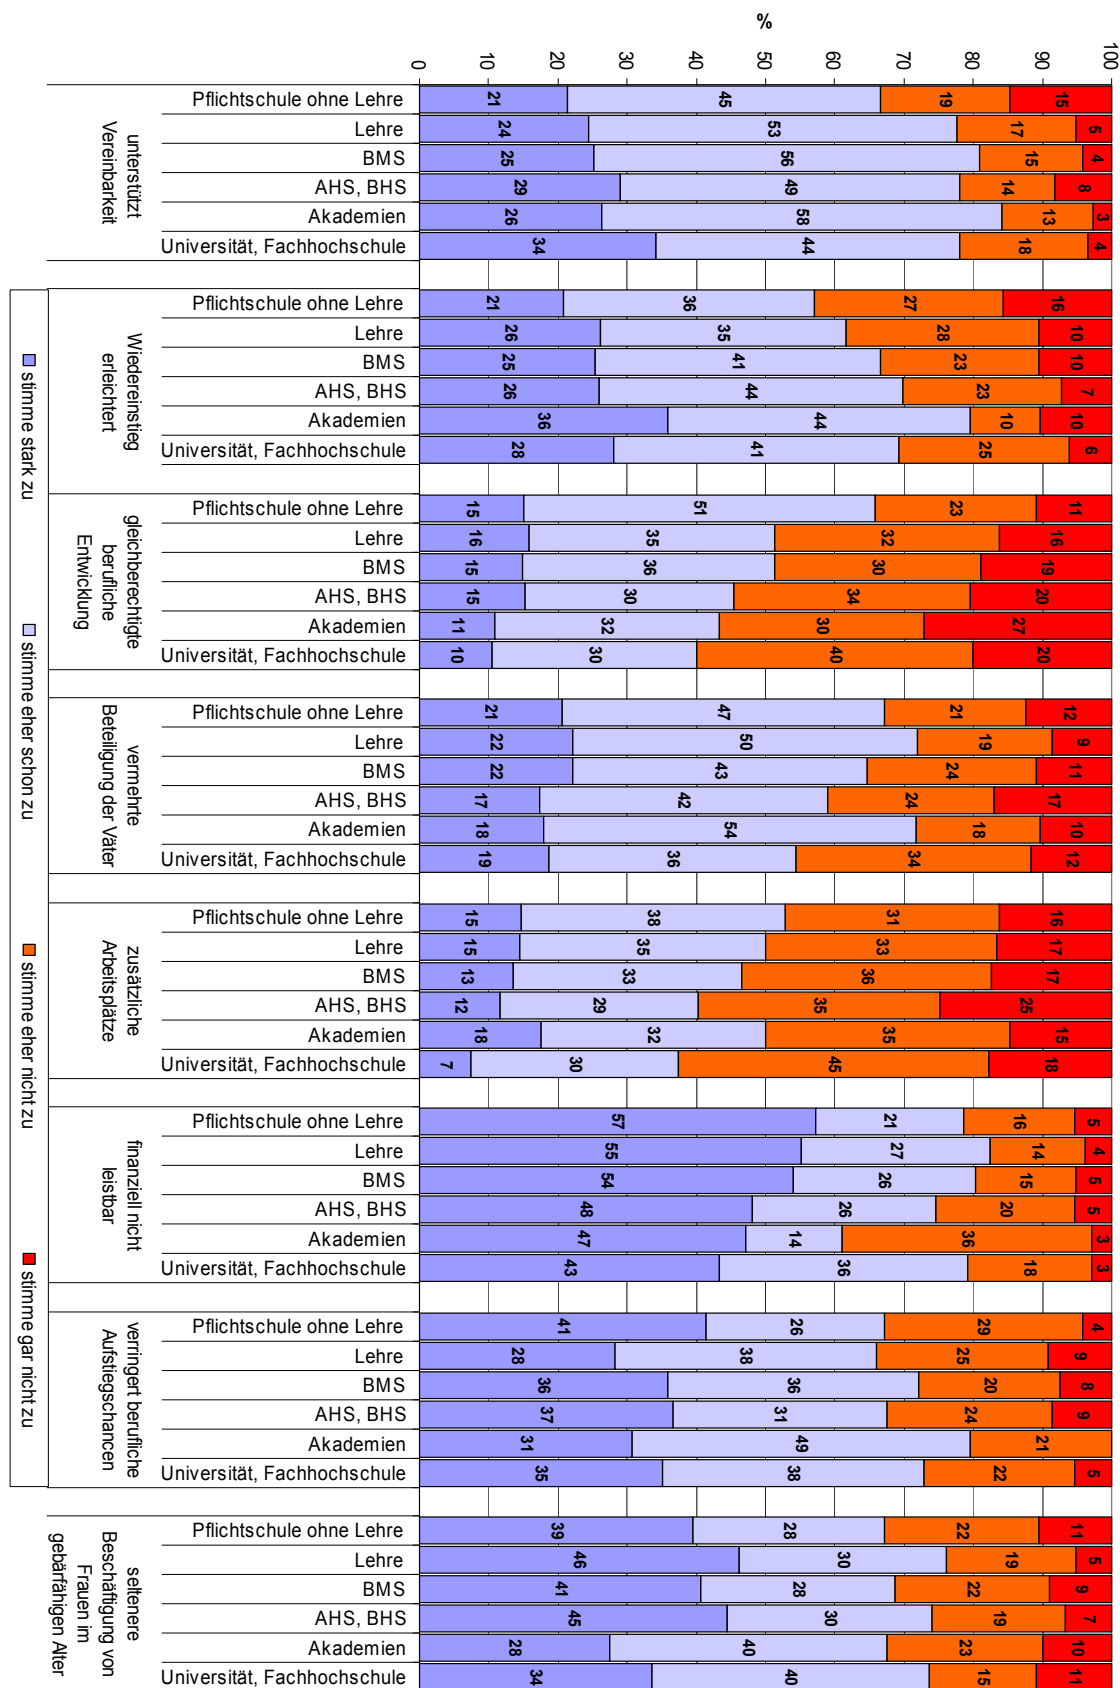 %
0 10 20 30 40 50 60 70 80 90 100
unterstützt
Vereinbarkeit
Pflichtschule ohne Lehre 21 45 19 15
Lehre 24 53 17 5
BMS 25 56 15 4
AHS, BHS 29 49 14 8
Akademien 26 58 13 3
Universität, Fachhochschule 34 44 18 4
Wiedereinstieg
erleichtert
Pflichtschule ohne Lehre 21 36 27 16
Lehre 26 35 28 10
BMS 25 41 23 10
AHS, BHS 26 44 23 7
Akademien 36 44 10 10
Universität, Fachhochschule 28 41 25 6
gleichberechtigte
berufliche
Entwicklung
Pflichtschule ohne Lehre 15 51 23 11
Lehre 16 35 32 16
BMS 15 36 30 19
AHS, BHS 15 30 34 20
Akademien 11 32 30 27
Universität, Fachhochschule 10 30 40 20
vermehrte
Beteiligung der Väter
Pflichtschule ohne Lehre 21 47 21 12
Lehre 22 50 19 9
BMS 22 43 24 11
AHS, BHS 17 42 24 17
Akademien 18 54 18 10
Universität, Fachhochschule 19 36 34 12
zusätzliche
Arbeitsplätze
Pflichtschule ohne Lehre 15 38 31 16
Lehre 15 35 33 17
BMS 13 33 36 17
AHS, BHS 12 29 35 25
Akademien 18 32 35 15
Universität, Fachhochschule 7 30 45 18
finanziell nicht
leistbar
Pflichtschule ohne Lehre 57 21 16 5
Lehre 55 27 14 4
BMS 54 26 15 5
AHS, BHS 48 26 20 5
Akademien 47 14 36 3
Universität, Fachhochschule 43 36 18 3
verringert berufliche
Aufstiegschancen
Pflichtschule ohne Lehre 41 26 29 4
Lehre 28 38 25 9
BMS 36 36 20 8
AHS, BHS 37 31 24 9
Akademien 31 49 21
Universität, Fachhochschule 35 38 22 5
seltenere
Beschäftigung von
Frauen im
gebärfähigen Alter
Pflichtschule ohne Lehre 39 28 22 11
Lehre 46 30 19 5
BMS 41 28 22 9
AHS, BHS 45 30 19 7
Akademien 28 40 23 10
Universität, Fachhochschule 34 40 15 11
stimme stark zu
stimme eher schon zu
stimme eher nicht zu
stimme gar nicht zu